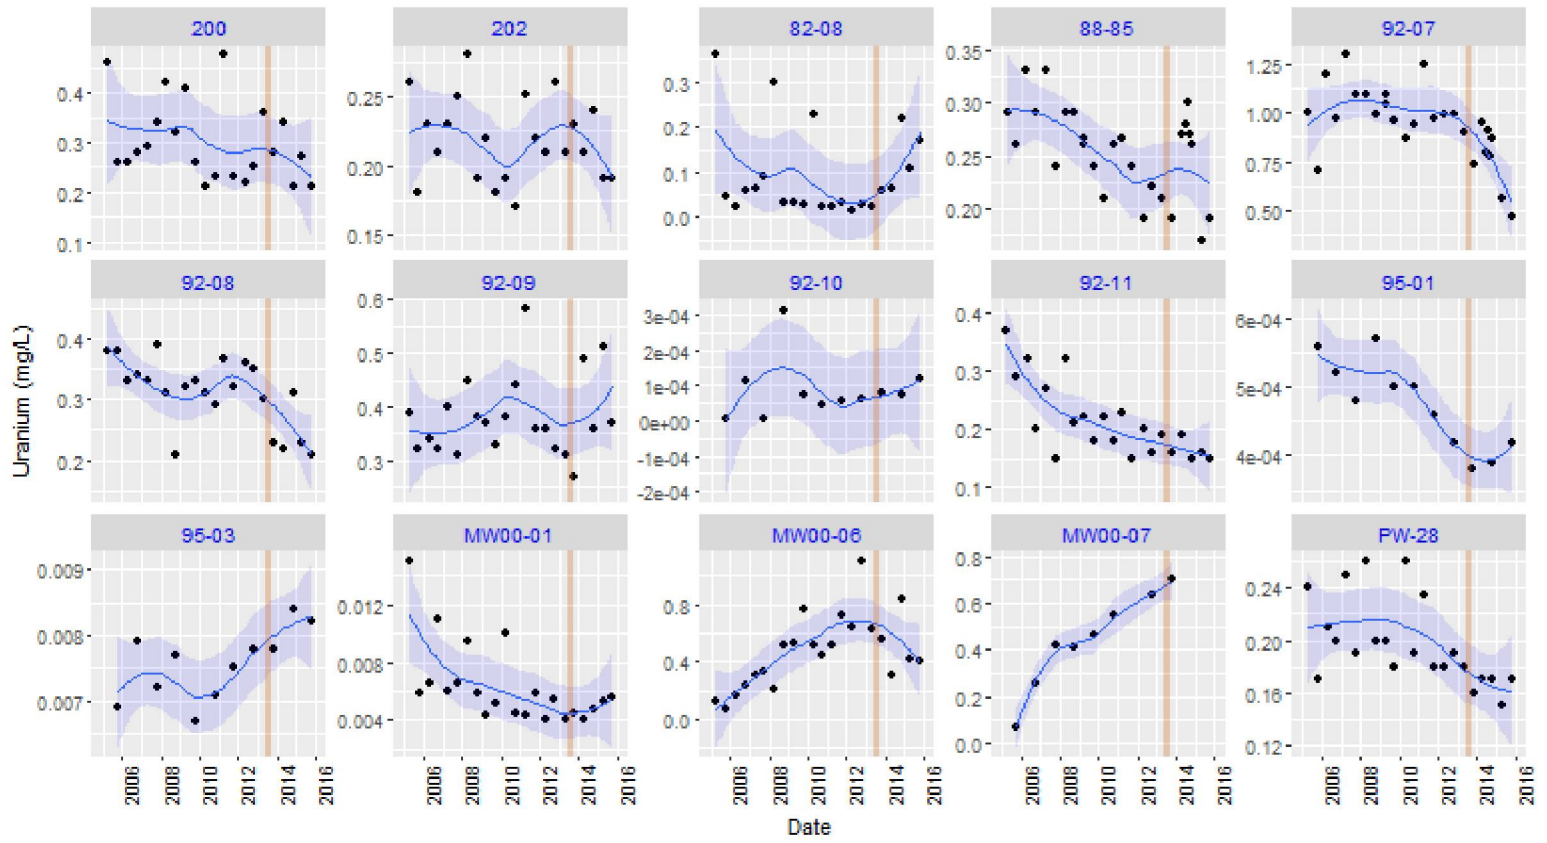 200 202 82-08 88-85 92-07
0.4 0.3 0.2 0.1
0.25 0.20 0.15
0.3 0.2 0.1 0.0
0.35 0.30 0.25 0.20
1.25 1.00 0.75 0.50
92-08 92-09 92-10 92-11 95-01
0.4 0.3 0.2
0.6 0.5 0.4 0.3
3e-04 2e-04 1e-04 0e+00 -1e-04 -2e-04
0.4 0.3 0.2 0.1
6e-04 5e-04 4e-04
Uranium (mg/L)
95-03 MW00-01 MW00-06 MW00-07 PW-28
0.009 0.008 0.007
0.012 0.008 0.004
0.8 0.4 0.0
0.8 0.6 0.4 0.2 0.0
0.24 0.20 0.16 0.12
2006 2008 2010 2012 2014 2016
2006 2008 2010 2012 2014 2016
2006 2008 2010 2012 2014 2016
2006 2008 2010 2012 2014 2016
2006 2008 2010 2012 2014 2016
Date